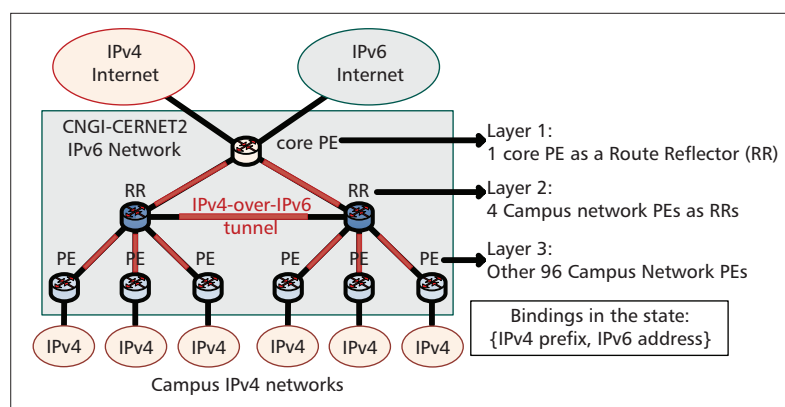 IPv4
Internet
IPv6
Internet
CNGI-CERNET2
IPv6 Network
core PE
Layer 1:
1 core PE as a Route Reflector (RR)
RR
IPv4-over-IPv6
tunnel
RR
Layer 2:
4 Campus network PEs as RRs
PE
PE
PE
PE
PE
PE
Layer 3:
Other 96 Campus Network PEs
IPv4
IPv4
IPv4
IPv4
IPv4
IPv4
Bindings in the state:
{IPv4 prefix, IPv6 address}
Campus IPv4 networks